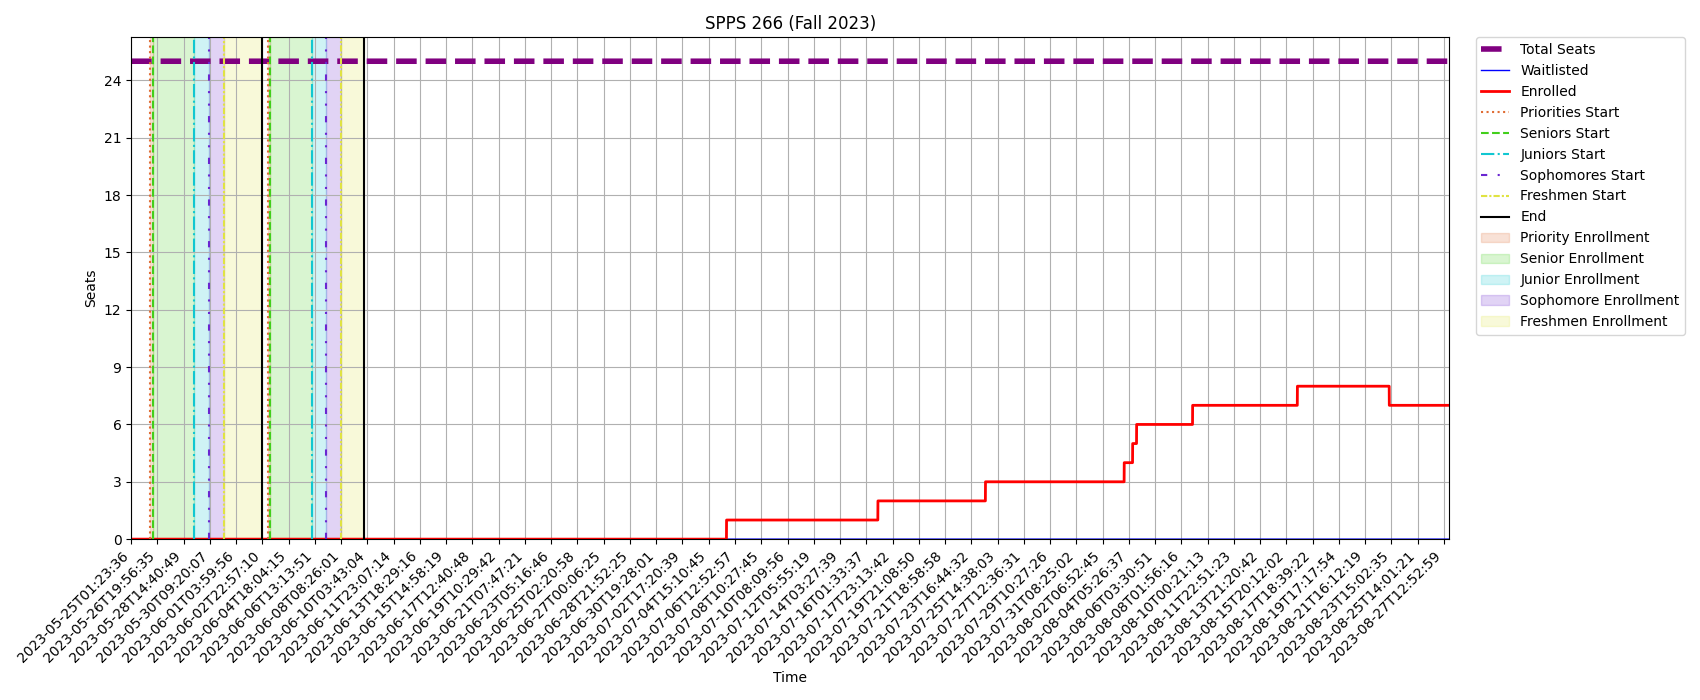 SPPS 266 (Fall 2023)
Seats
24
21
18
15
12
9
6
3
0
2023-05-25T01:23:36
2023-05-26T19:56:35
2023-05-28T14:40:49
2023-05-30T09:20:07
2023-06-01T03:59:56
2023-06-02T22:57:10
2023-06-04T18:04:15
2023-06-06T13:13:51
2023-06-08T08:26:01
2023-06-10T03:43:04
2023-06-11T23:07:14
2023-06-13T18:29:16
2023-06-15T14:58:19
2023-06-17T12:40:48
2023-06-19T10:29:42
2023-06-21T07:47:21
2023-06-23T05:16:46
2023-06-25T02:20:58
2023-06-27T00:06:25
2023-06-28T21:52:25
2023-06-30T19:28:01
2023-07-02T17:20:39
2023-07-04T15:10:45
2023-07-06T12:52:57
2023-07-08T10:27:45
2023-07-10T08:09:56
2023-07-12T05:55:19
2023-07-14T03:27:39
2023-07-16T01:33:37
2023-07-17T23:13:42
2023-07-19T21:08:50
2023-07-21T18:58:58
2023-07-23T16:44:32
2023-07-25T14:38:03
2023-07-27T12:36:31
2023-07-29T10:27:26
2023-07-31T08:25:02
2023-08-02T06:52:45
2023-08-04T05:26:37
2023-08-06T03:30:51
2023-08-08T01:56:16
2023-08-10T00:21:13
2023-08-11T22:51:23
2023-08-13T21:20:42
2023-08-15T20:12:02
2023-08-17T18:39:22
2023-08-19T17:17:54
2023-08-21T16:12:19
2023-08-23T15:02:35
2023-08-25T14:01:21
2023-08-27T12:52:59
Time
Total Seats
Waitlisted
Enrolled
Priorities Start
Seniors Start
Juniors Start
Sophomores Start
Freshmen Start
End
Priority Enrollment
Senior Enrollment
Junior Enrollment
Sophomore Enrollment
Freshmen Enrollment